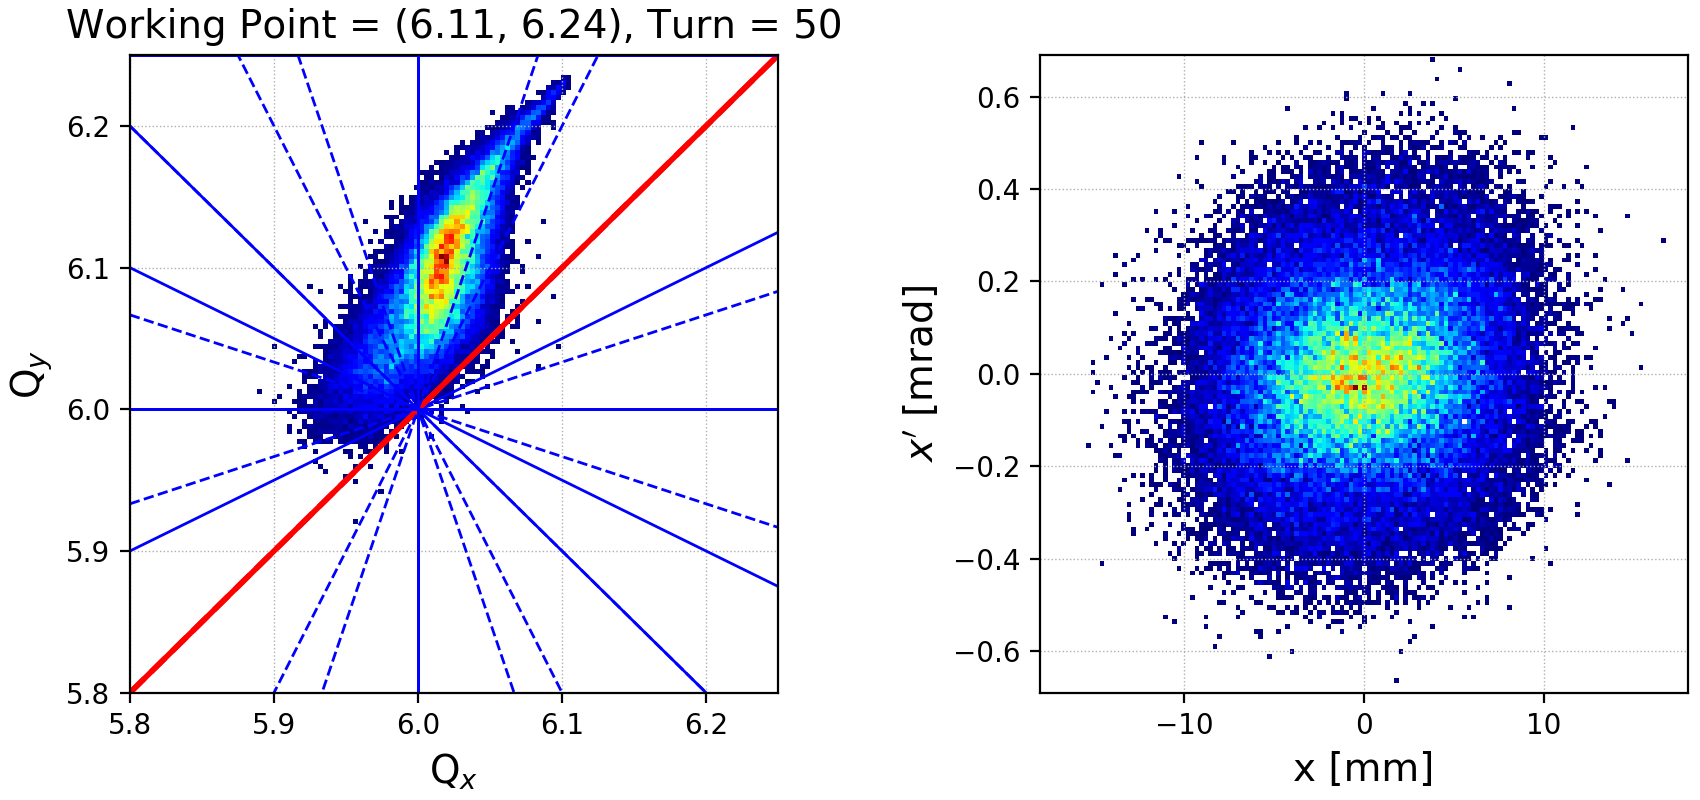 Working Point = (6.11, 6.24), Turn = 50
6.2
6.1
6.0
5.9
5.8
Q_y
5.8 5.9 6.0 6.1 6.2
Q_x
0.6
0.4
0.2
0.0
−0.2
−0.4
−0.6
x′ [mrad]
−10 0 10
x [mm]